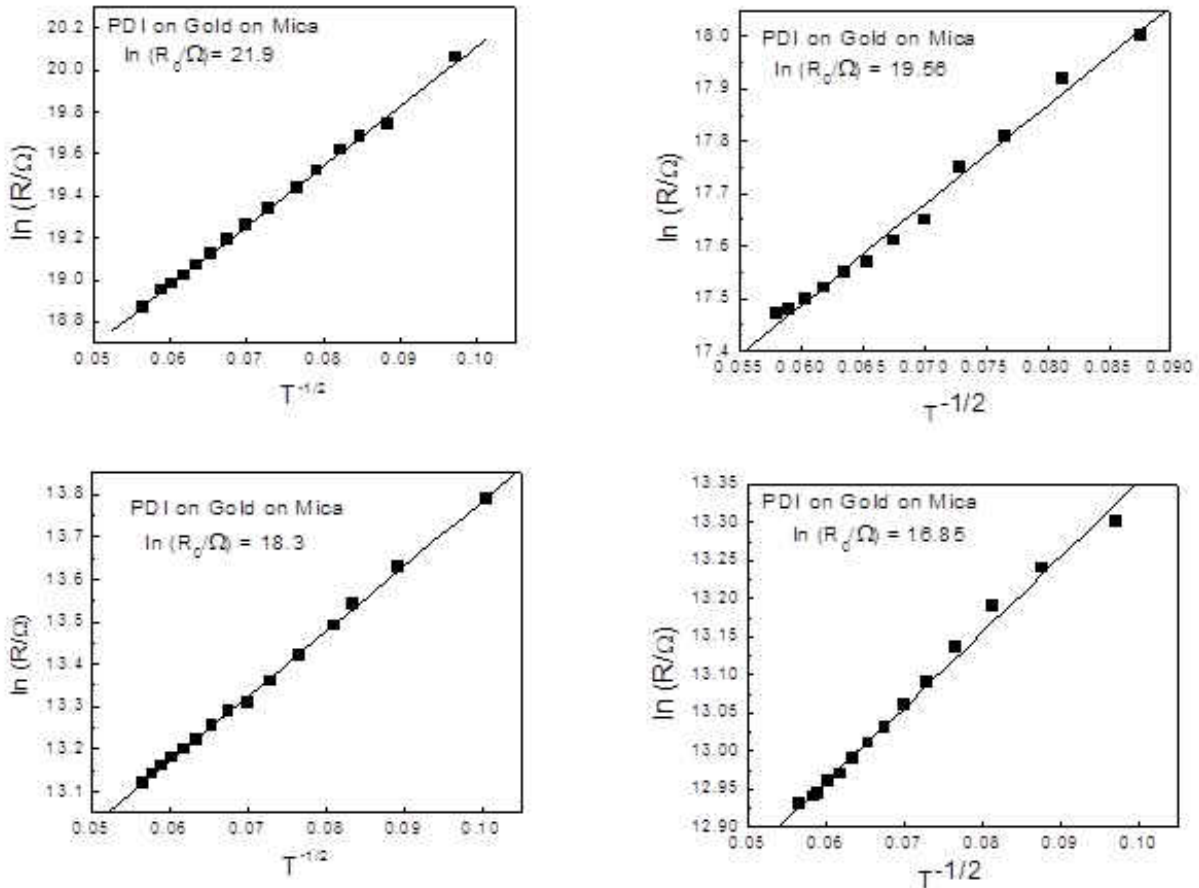 PDI on Gold on Mica
ln (R₀/Ω)= 21.9
ln (R/Ω)
20.2
20.0
19.8
19.6
19.4
19.2
19.0
18.8
0.05 0.06 0.07 0.08 0.09 0.10
T⁻¹/²
PDI on Gold on Mica
ln (R₀/Ω) = 19.56
ln (R/Ω)
18.0
17.9
17.8
17.7
17.6
17.5
17.4
0.055 0.060 0.065 0.070 0.075 0.080 0.085 0.090
T⁻¹/²
PDI on Gold on Mica
ln (R₀/Ω) = 18.3
ln (R/Ω)
13.8
13.7
13.6
13.5
13.4
13.3
13.2
13.1
0.05 0.06 0.07 0.08 0.09 0.10
T⁻¹/²
PDI on Gold on Mica
ln (R₀/Ω) = 16.85
ln (R/Ω)
13.35
13.30
13.25
13.20
13.15
13.10
13.05
13.00
12.95
12.90
0.05 0.06 0.07 0.08 0.09 0.10
T⁻¹/²